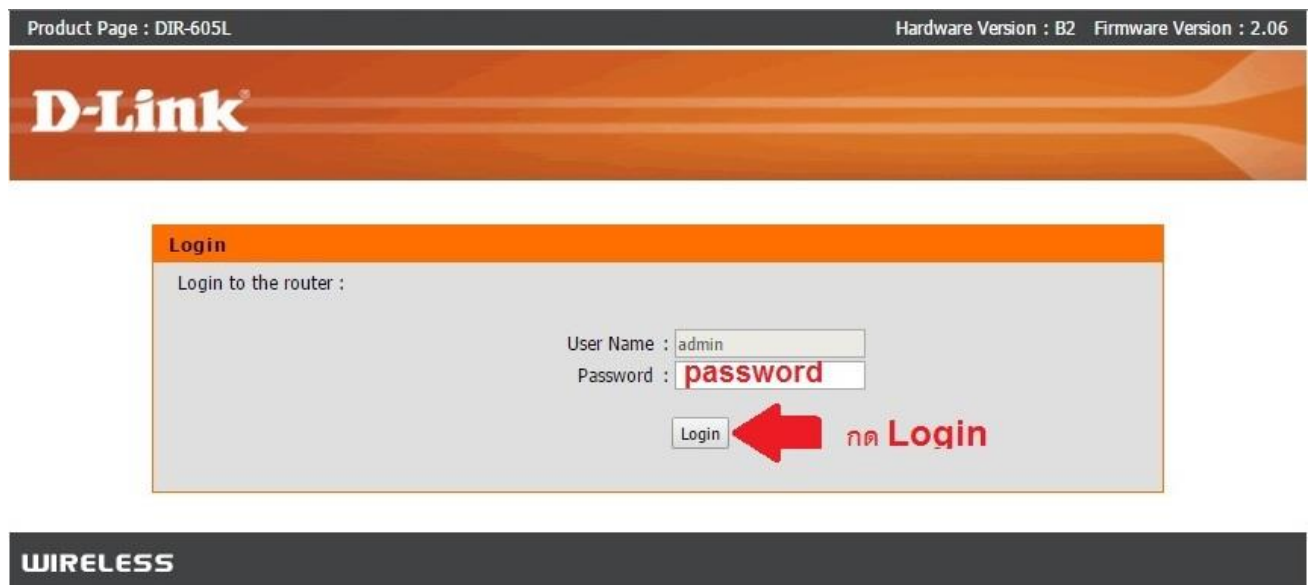 Product Page : DIR-605L Hardware Version : B2 Firmware Version : 2.06
D-Link
Login
Login to the router :
User Name : admin
Password : password
Login กด Login
WIRELESS